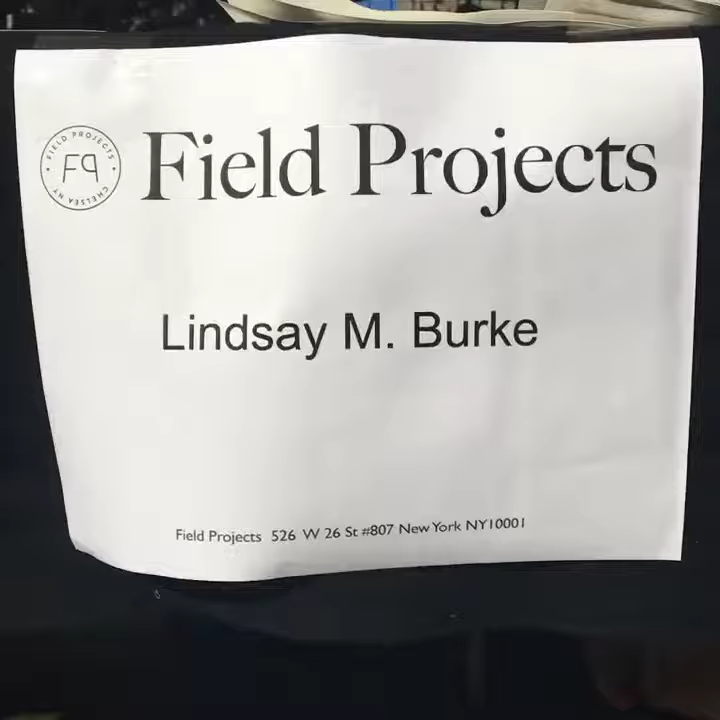 FIELD PROJECTS
FP
CHELSEA NY
Field Projects
Lindsay M. Burke
Field Projects 526 W 26 St #807 New York NY10001